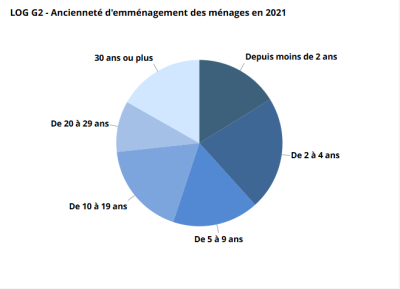 LOG G2 - Ancienneté d'emménagement des ménages en 2021
Depuis moins de 2 ans
30 ans ou plus
De 20 à 29 ans
De 2 à 4 ans
De 10 à 19 ans
De 5 à 9 ans